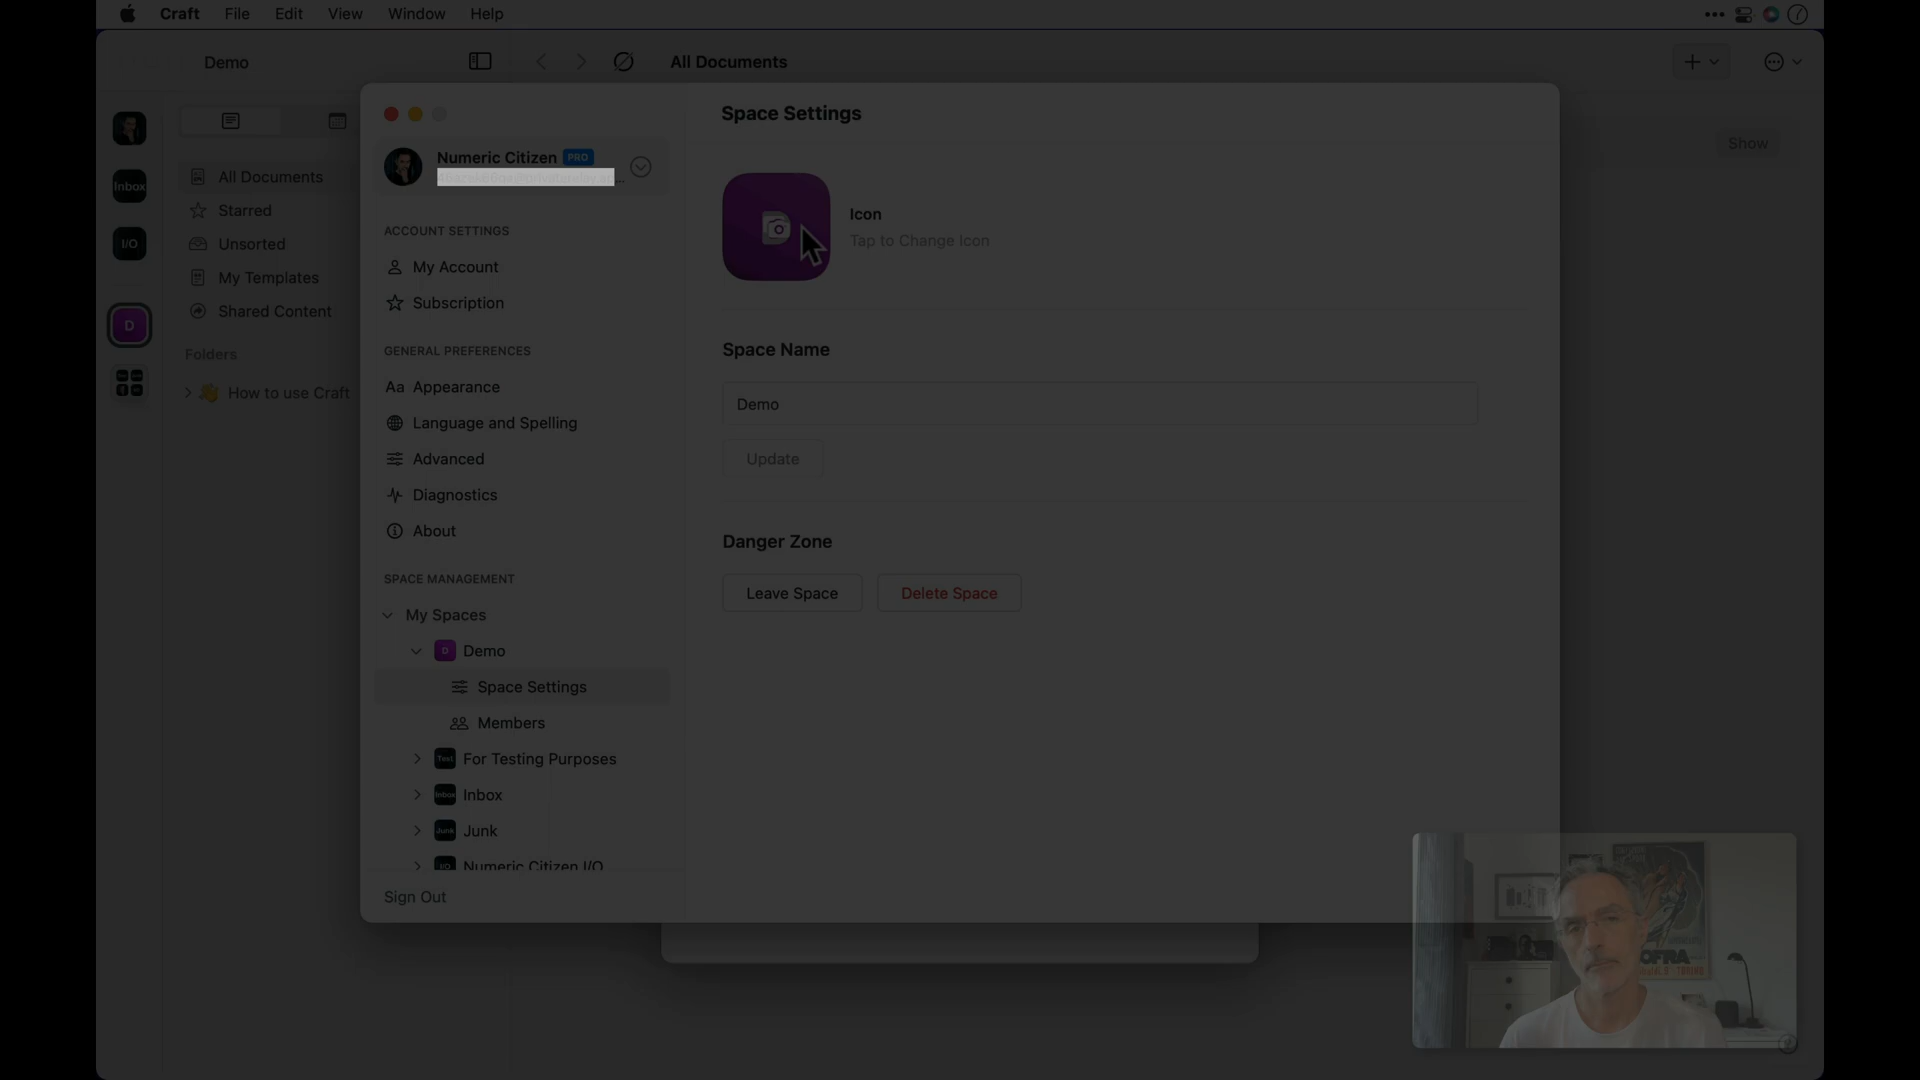 Craft File Edit View Window Help
Demo
All Documents
Show
Inbox
I/O
D
All Documents
Starred
Unsorted
My Templates
Shared Content
Folders
How to use Craft
Numeric Citizen PRO
ACCOUNT SETTINGS
My Account
Subscription
GENERAL PREFERENCES
Aa Appearance
Language and Spelling
Advanced
Diagnostics
About
SPACE MANAGEMENT
My Spaces
D Demo
Space Settings
Members
Test For Testing Purposes
Inbox Inbox
Junk Junk
I/O Numeric Citizen I/O
Sign Out
Space Settings
Icon
Tap to Change Icon
Space Name
Demo
Update
Danger Zone
Leave Space Delete Space